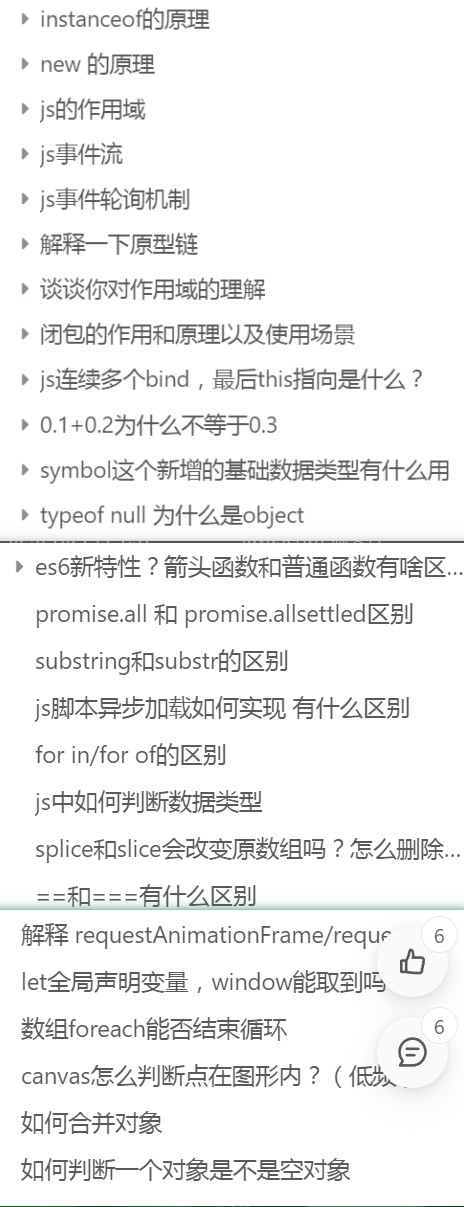 instanceof的原理
new 的原理
js的作用域
js事件流
js事件轮询机制
解释一下原型链
谈谈你对作用域的理解
闭包的作用和原理以及使用场景
js连续多个bind，最后this指向是什么？
0.1+0.2为什么不等于0.3
symbol这个新增的基础数据类型有什么用
typeof null 为什么是object
es6新特性？箭头函数和普通函数有啥区...
promise.all 和 promise.allsettled区别
substring和substr的区别
js脚本异步加载如何实现 有什么区别
for in/for of的区别
js中如何判断数据类型
splice和slice会改变原数组吗？怎么删除...
==和===有什么区别
解释 requestAnimationFrame/reque
6
let全局声明变量，window能取到吗
数组foreach能否结束循环
6
canvas怎么判断点在图形内？（低频
如何合并对象
如何判断一个对象是不是空对象